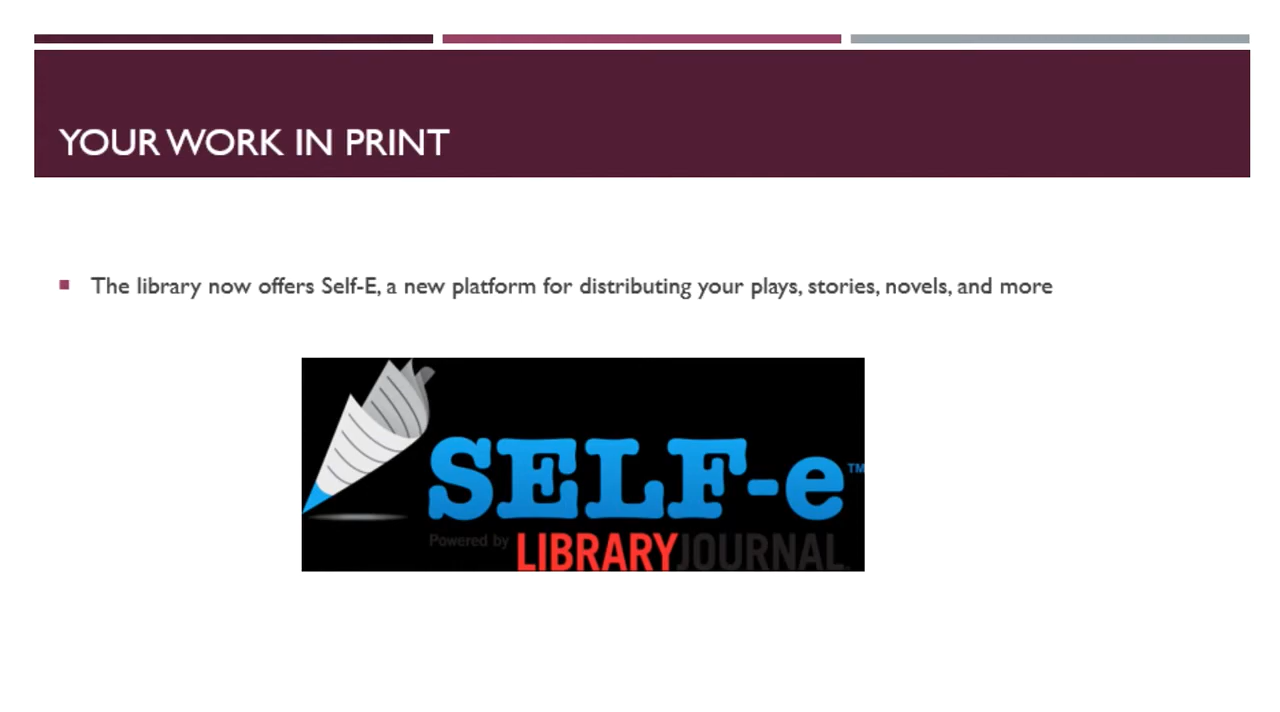 YOUR WORK IN PRINT
The library now offers Self-E, a new platform for distributing your plays, stories, novels, and more
SELF-e™
Powered by LIBRARYJOURNAL